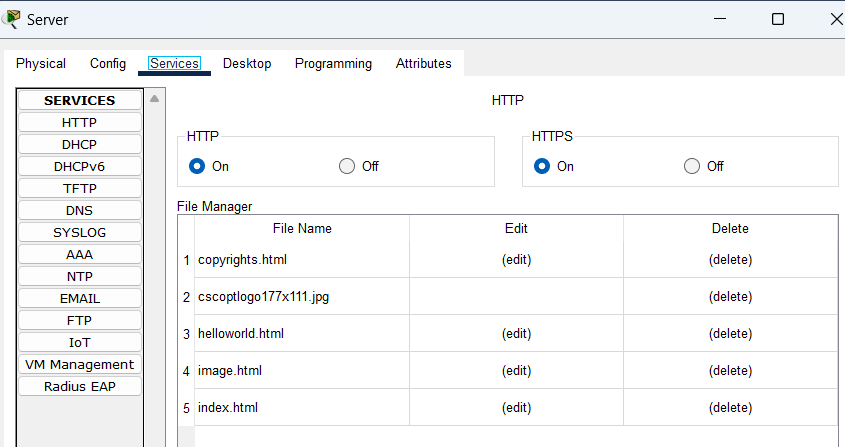 Server
Physical Config Services Desktop Programming Attributes
SERVICES
HTTP
DHCP
DHCPv6
TFTP
DNS
SYSLOG
AAA
NTP
EMAIL
FTP
IoT
VM Management
Radius EAP
HTTP
HTTP
On Off
HTTPS
On Off
File Manager
File Name Edit Delete
1 copyrights.html (edit) (delete)
2 cscoptlogo177x111.jpg (delete)
3 helloworld.html (edit) (delete)
4 image.html (edit) (delete)
5 index.html (edit) (delete)